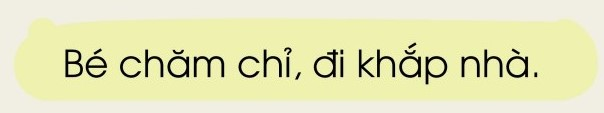 Bé chăm chỉ, đi khắp nhà.